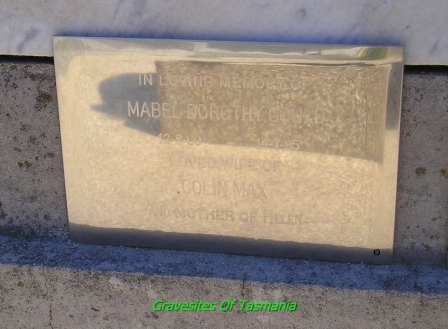 IN LOVING MEMORY OF
MABEL DOROTHY
LOVED WIFE OF
COLIN MAX
AND MOTHER OF HELEN
Gravesites Of Tasmania